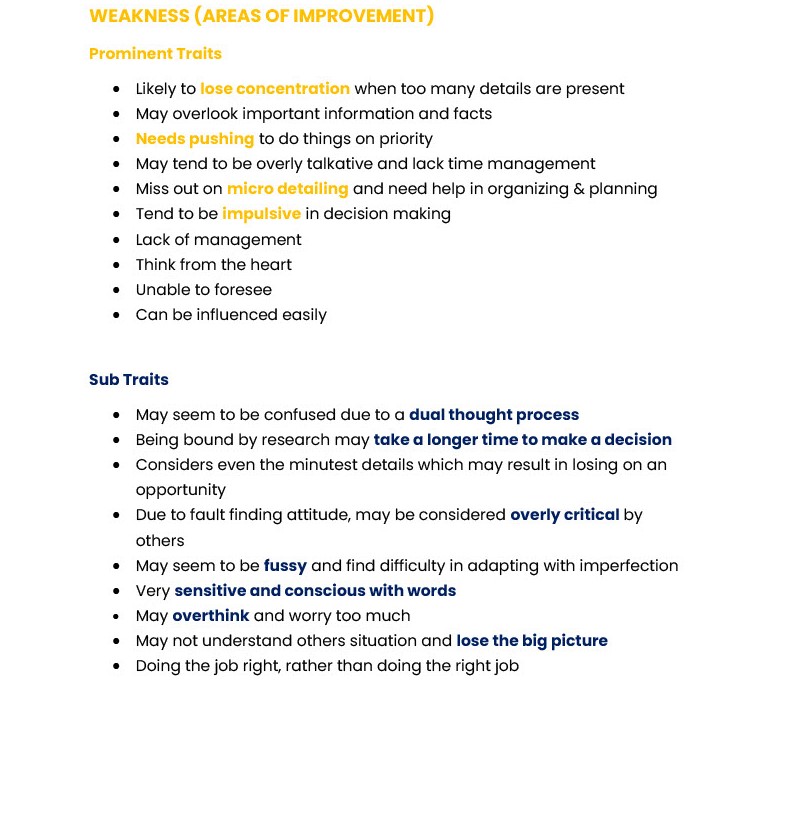 WEAKNESS (AREAS OF IMPROVEMENT)
Prominent Traits
• Likely to lose concentration when too many details are present
• May overlook important information and facts
• Needs pushing to do things on priority
• May tend to be overly talkative and lack time management
• Miss out on micro detailing and need help in organizing & planning
• Tend to be impulsive in decision making
• Lack of management
• Think from the heart
• Unable to foresee
• Can be influenced easily
Sub Traits
• May seem to be confused due to a dual thought process
• Being bound by research may take a longer time to make a decision
• Considers even the minutest details which may result in losing on an
opportunity
• Due to fault finding attitude, may be considered overly critical by
others
• May seem to be fussy and find difficulty in adapting with imperfection
• Very sensitive and conscious with words
• May overthink and worry too much
• May not understand others situation and lose the big picture
• Doing the job right, rather than doing the right job